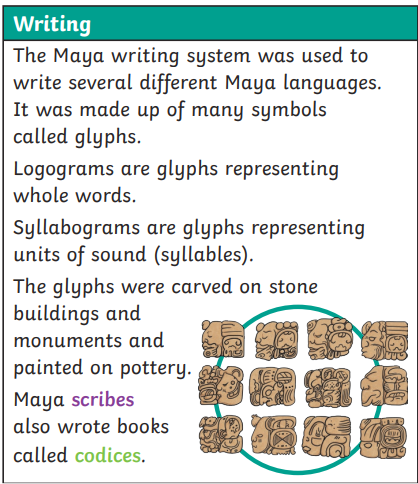 Writing
The Maya writing system was used to
write several different Maya languages.
It was made up of many symbols
called glyphs.
Logograms are glyphs representing
whole words.
Syllabograms are glyphs representing
units of sound (syllables).
The glyphs were carved on stone
buildings and
monuments and
painted on pottery.
Maya scribes
also wrote books
called codices.